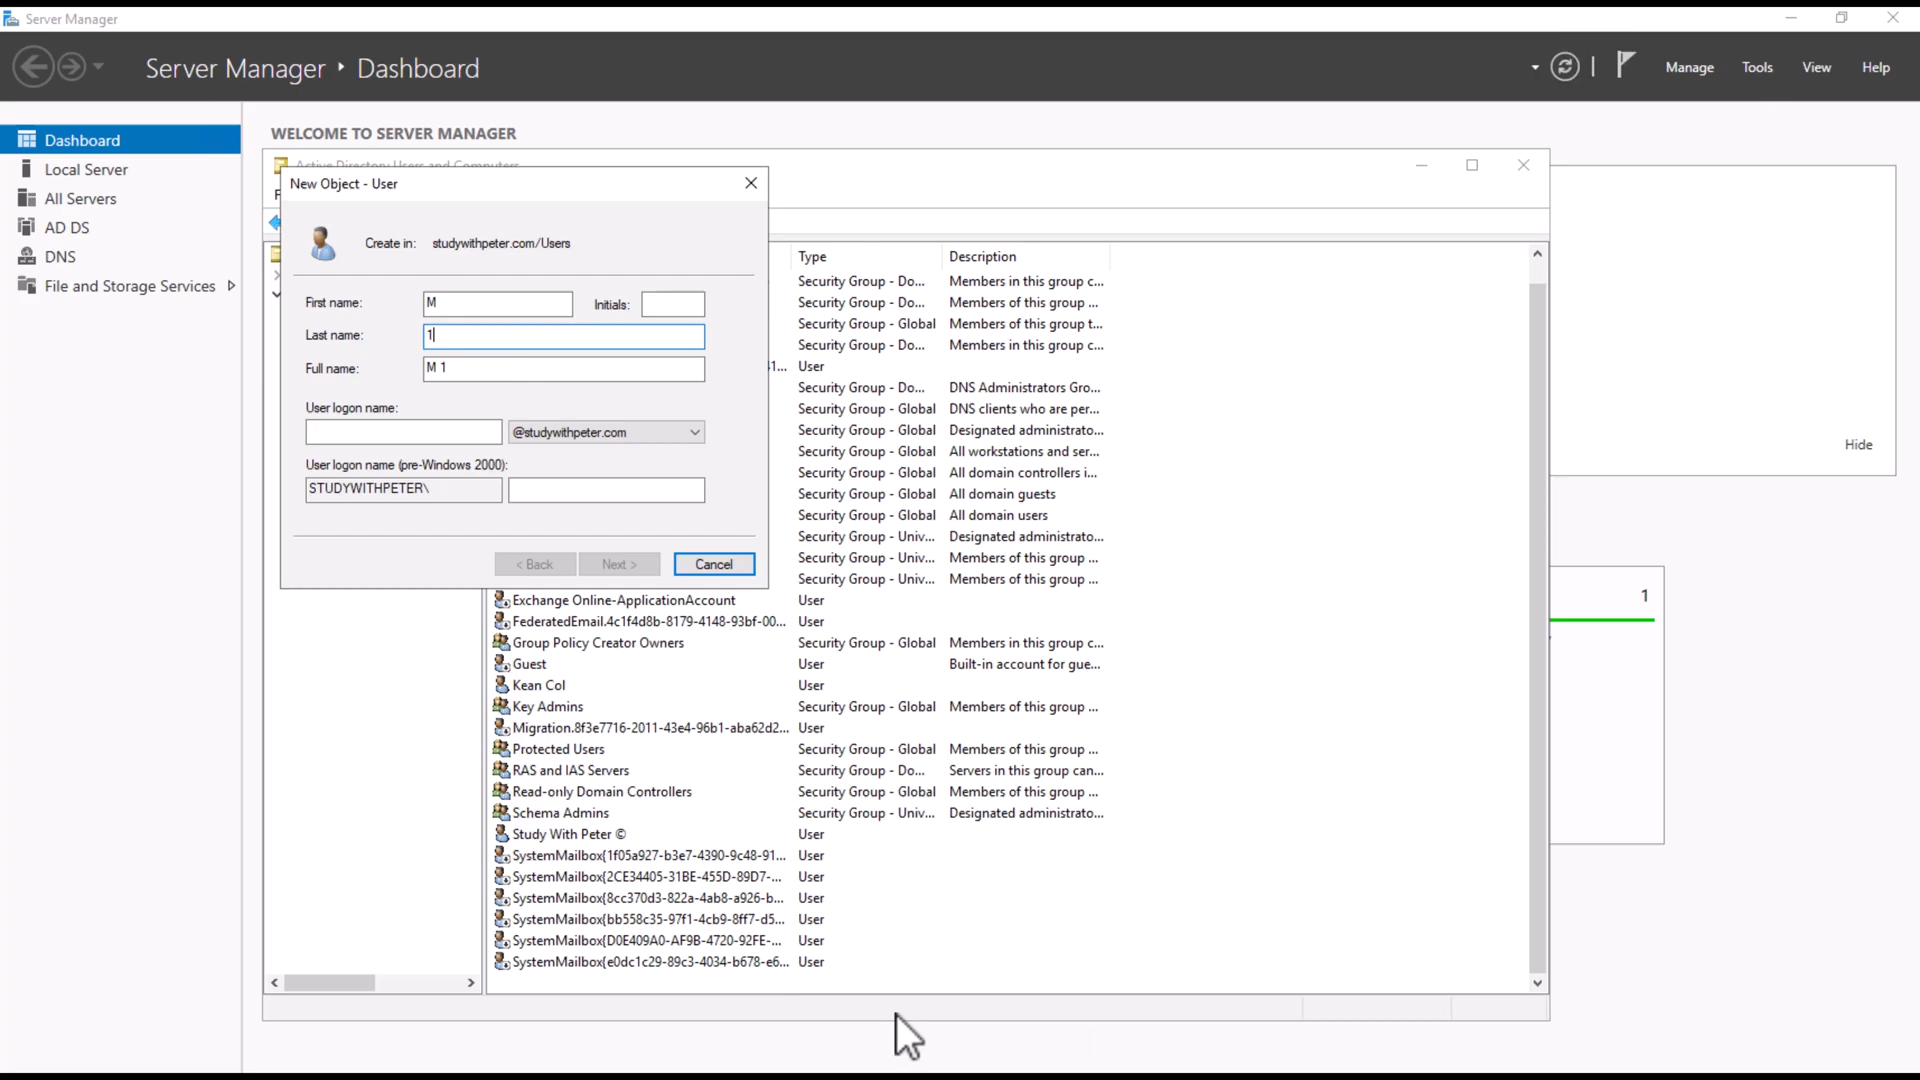 Server Manager
Server Manager ‣ Dashboard
Manage Tools View Help
Dashboard
Local Server
All Servers
AD DS
DNS
File and Storage Services
WELCOME TO SERVER MANAGER
Active Directory Users and Computers
New Object - User
Create in: studywithpeter.com/Users
First name: M Initials:
Last name: 1
Full name: M 1
User logon name:
@studywithpeter.com
User logon name (pre-Windows 2000):
STUDYWITHPETER\
< Back Next > Cancel
Type Description
Security Group - Do... Members in this group c...
Security Group - Do... Members of this group ...
Security Group - Global Members of this group t...
Security Group - Do... Members in this group c...
1... User
Security Group - Do... DNS Administrators Gro...
Security Group - Global DNS clients who are per...
Security Group - Global Designated administrato...
Security Group - Global All workstations and ser...
Security Group - Global All domain controllers i...
Security Group - Global All domain guests
Security Group - Global All domain users
Security Group - Univ... Designated administrato...
Security Group - Univ... Members of this group ...
Security Group - Univ... Members of this group ...
Exchange Online-ApplicationAccount User
FederatedEmail.4c1f4d8b-8179-4148-93bf-00... User
Group Policy Creator Owners Security Group - Global Members in this group c...
Guest User Built-in account for gue...
Kean Col User
Key Admins Security Group - Global Members of this group ...
Migration.8f3e7716-2011-43e4-96b1-aba62d2... User
Protected Users Security Group - Global Members of this group ...
RAS and IAS Servers Security Group - Do... Servers in this group can...
Read-only Domain Controllers Security Group - Global Members of this group ...
Schema Admins Security Group - Univ... Designated administrato...
Study With Peter © User
SystemMailbox{1f05a927-b3e7-4390-9c48-91... User
SystemMailbox{2CE34405-31BE-455D-89D7-... User
SystemMailbox{8cc370d3-822a-4ab8-a926-b... User
SystemMailbox{bb558c35-97f1-4cb9-8ff7-d5... User
SystemMailbox{D0E409A0-AF9B-4720-92FE-... User
SystemMailbox{e0dc1c29-89c3-4034-b678-e6... User
Hide
1